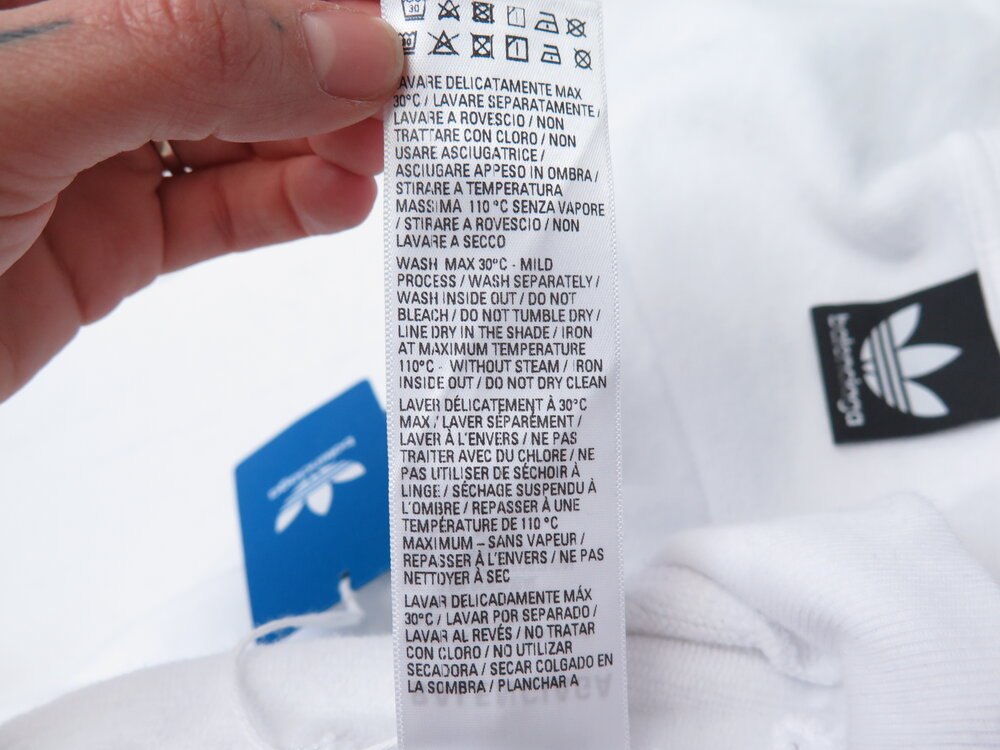 30
30
LAVARE DELICATAMENTE MAX
30°C / LAVARE SEPARATAMENTE /
LAVARE A ROVESCIO / NON
TRATTARE CON CLORO / NON
USARE ASCIUGATRICE /
ASCIUGARE APPESO IN OMBRA /
STIRARE A TEMPERATURA
MASSIMA 110 °C SENZA VAPORE
/ STIRARE A ROVESCIO / NON
LAVARE A SECCO
WASH MAX 30°C - MILD
PROCESS / WASH SEPARATELY /
WASH INSIDE OUT / DO NOT
BLEACH / DO NOT TUMBLE DRY /
LINE DRY IN THE SHADE / IRON
AT MAXIMUM TEMPERATURE
110°C - WITHOUT STEAM / IRON
INSIDE OUT / DO NOT DRY CLEAN
LAVER DÉLICATEMENT À 30°C
MAX / LAVER SÉPARÉMENT /
LAVER À L'ENVERS / NE PAS
TRAITER AVEC DU CHLORE / NE
PAS UTILISER DE SÉCHOIR À
LINGE / SÉCHAGE SUSPENDU À
L'OMBRE / REPASSER À UNE
TEMPÉRATURE DE 110 °C
MAXIMUM – SANS VAPEUR /
REPASSER À L'ENVERS / NE PAS
NETTOYER À SEC
LAVAR DELICADAMENTE MÁX
30°C / LAVAR POR SEPARADO /
LAVAR AL REVÉS / NO TRATAR
CON CLORO / NO UTILIZAR
SECADORA / SECAR COLGADO EN
LA SOMBRA / PLANCHAR A
BALENCIAGA
balenciaga
balenciaga